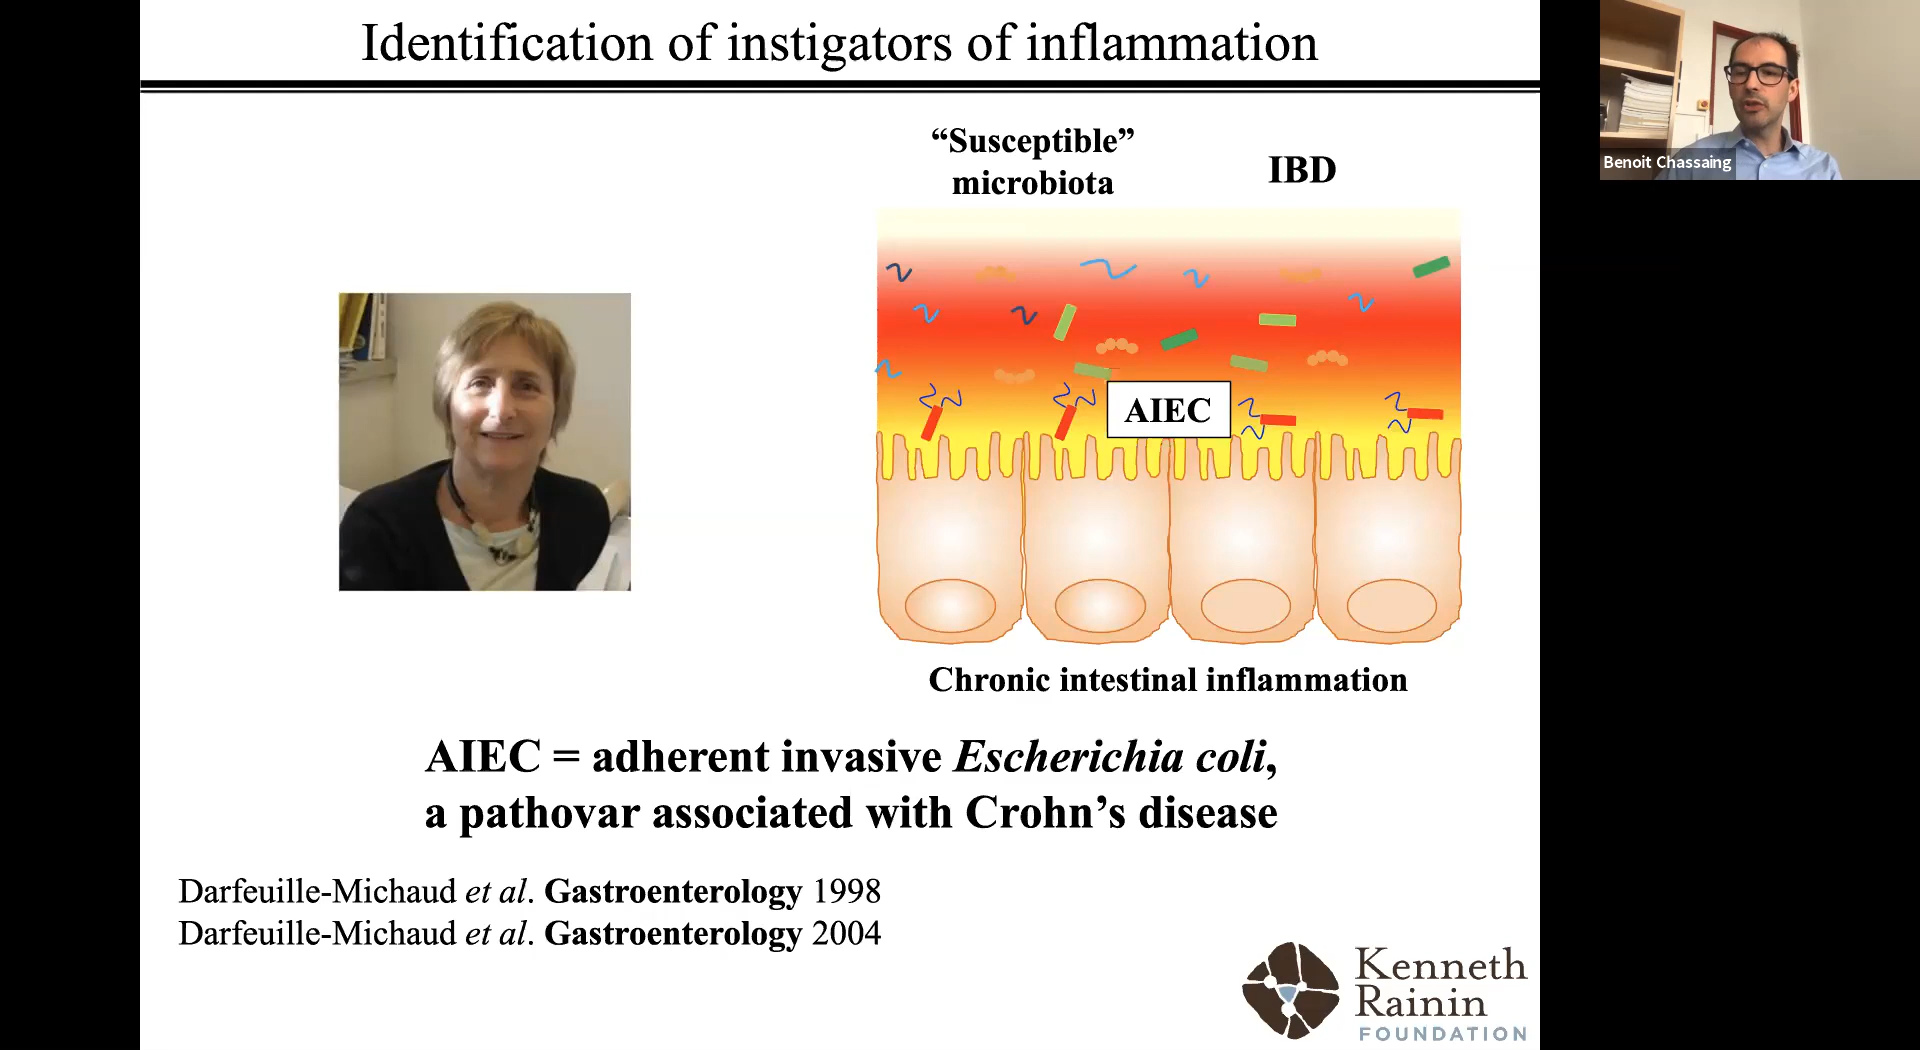 Identification of instigators of inflammation
“Susceptible”
microbiota
IBD
AIEC
Chronic intestinal inflammation
AIEC = adherent invasive Escherichia coli,
a pathovar associated with Crohn’s disease
Darfeuille-Michaud et al. Gastroenterology 1998
Darfeuille-Michaud et al. Gastroenterology 2004
Kenneth
Rainin
FOUNDATION
Benoit Chassaing